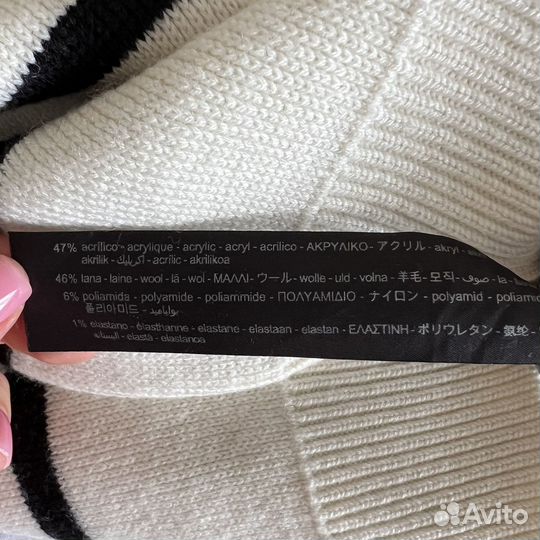 47% acrílico - acrylique - acrylic - acryl - acrilico - ΑΚΡΥΛΙΚΟ - アクリル - akryl -
akrilik - أكريليك - acrílic - akrilikoa
46% lana - laine - wool - lã - wol - ΜΑΛΛΙ - ウール - wolle - uld - volna - 羊毛 - 모직 - صوف - la -
6% poliamida - polyamide - poliammide - ΠΟΛΥΑΜΙΔΙΟ - ナイロン - polyamid -
폴리아미드 - بولياميد
1% elastano - élasthanne - elastane - elastaan - elastan - ΕΛΑΣΤΙΝΗ - ポリウレタン - 氨纶 -
elastà - elastanoa
Avito